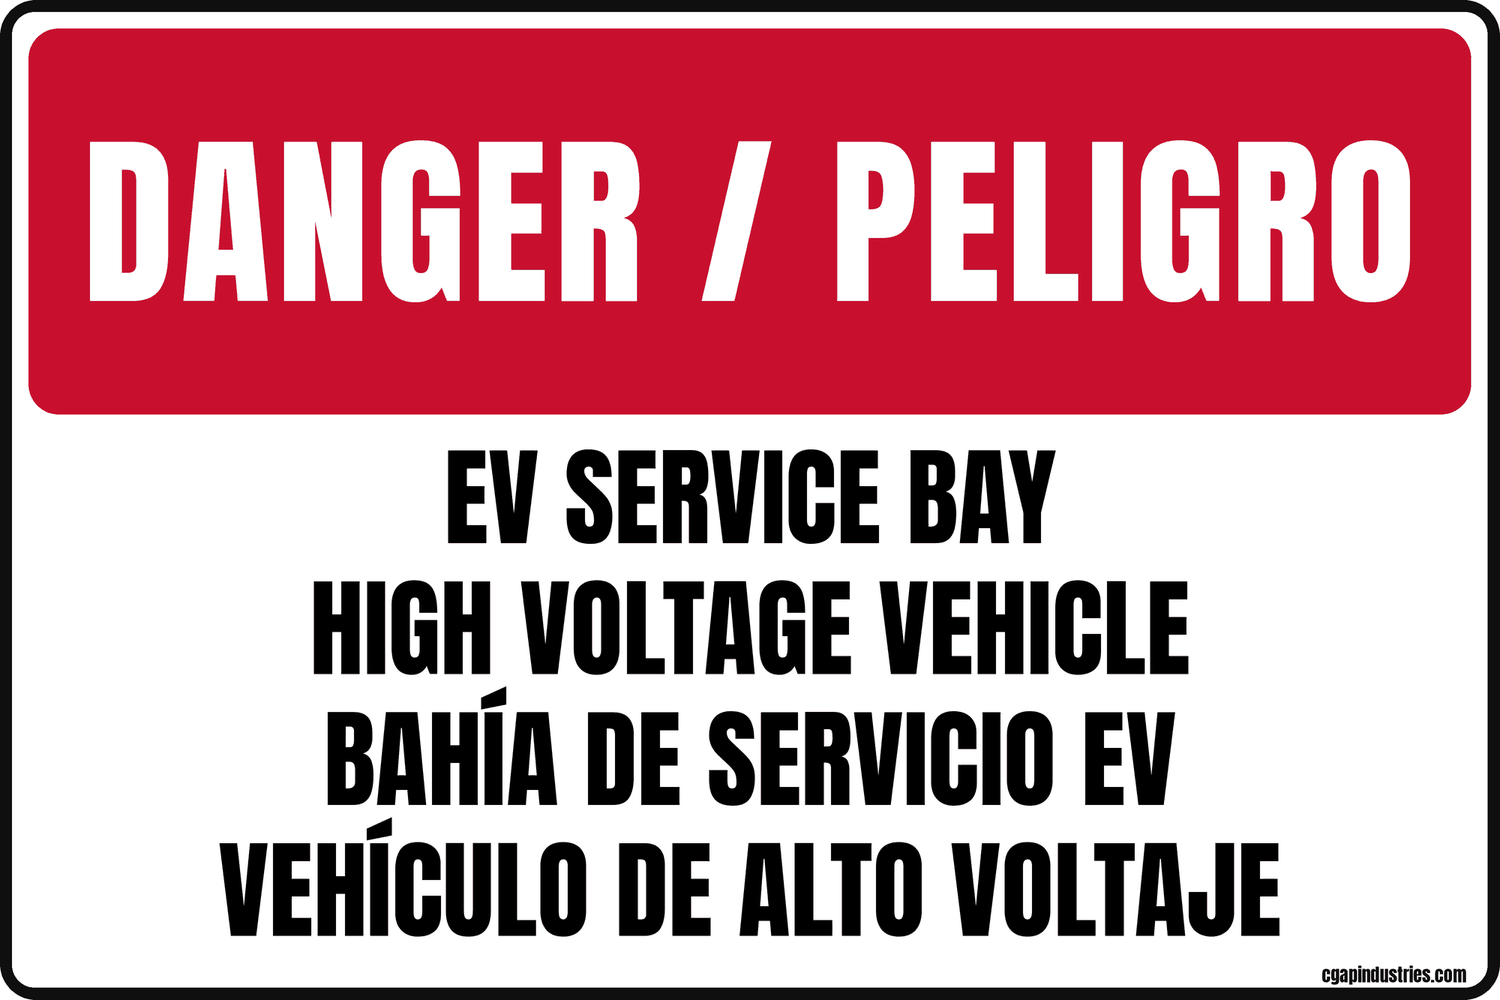 DANGER / PELIGRO
EV SERVICE BAY
HIGH VOLTAGE VEHICLE
BAHÍA DE SERVICIO EV
VEHÍCULO DE ALTO VOLTAJE
cgapindustries.com